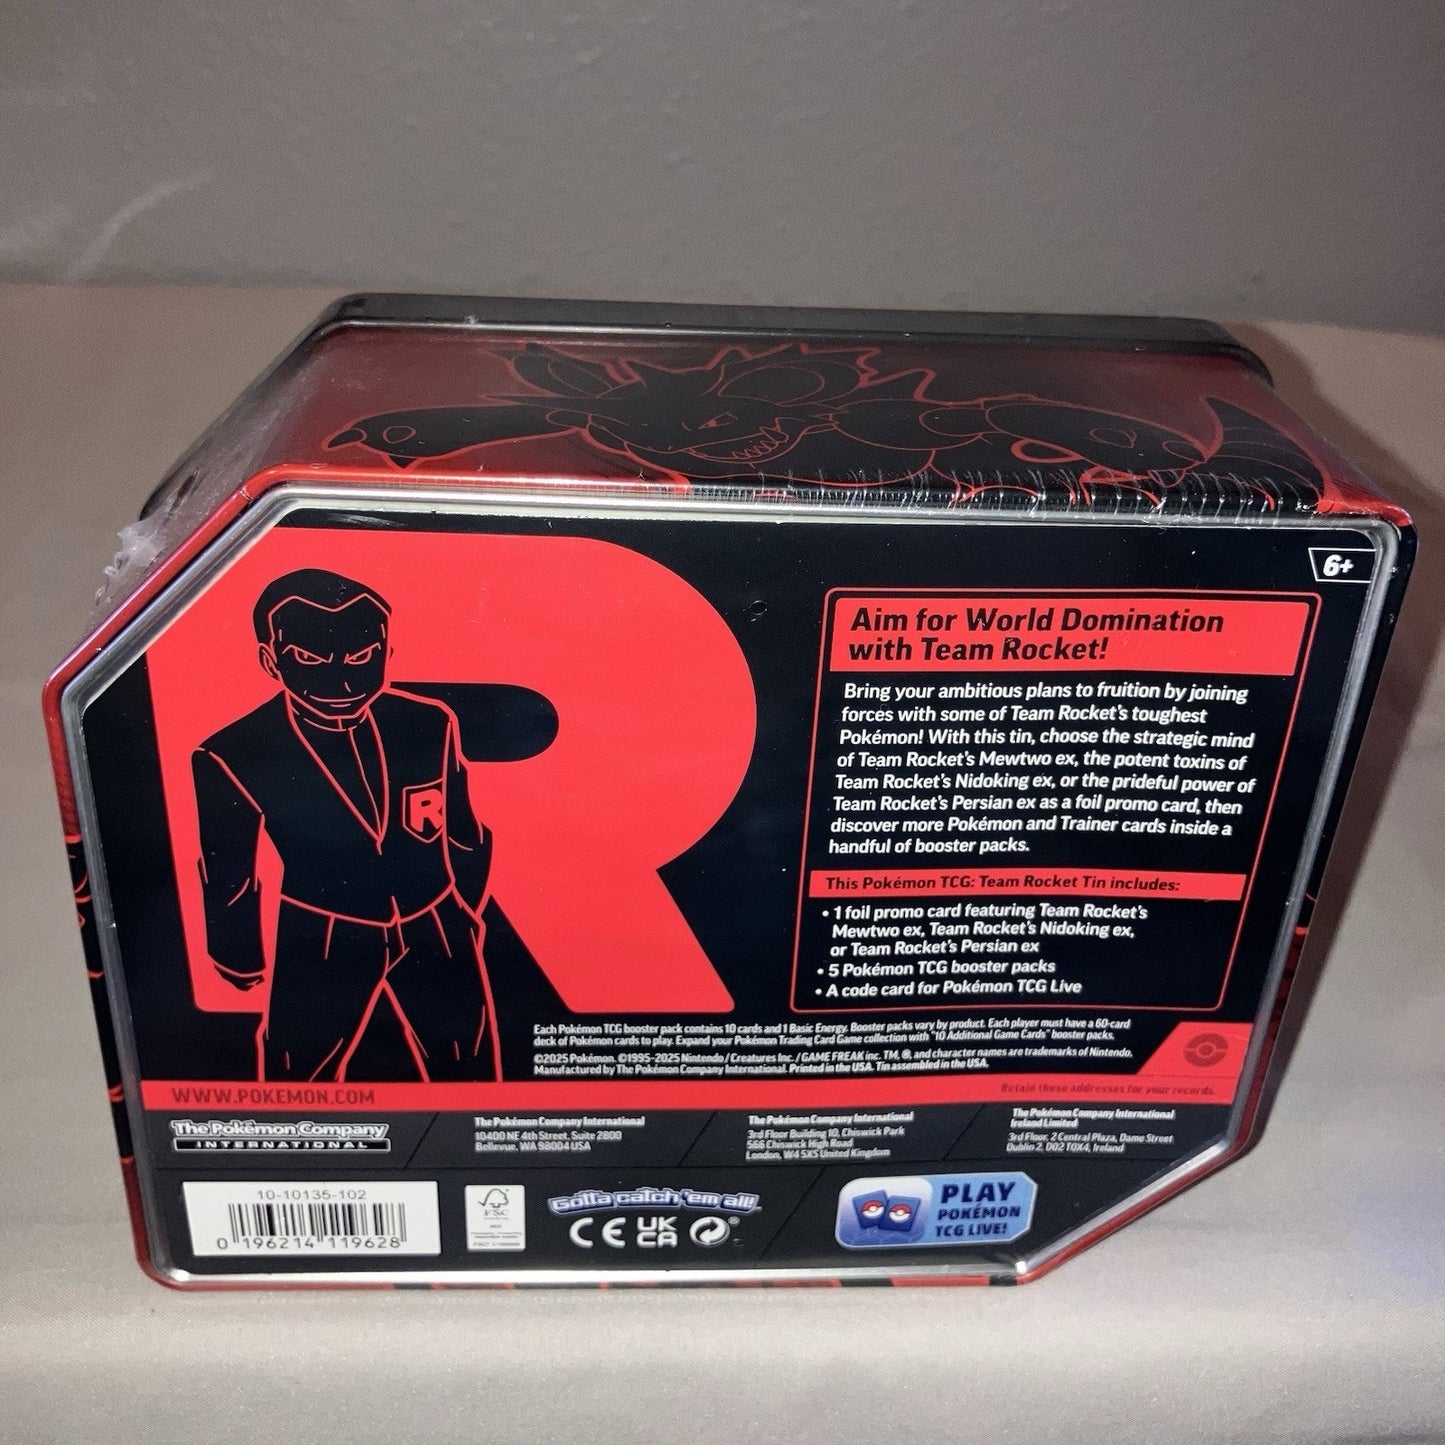 6+
Aim for World Domination
with Team Rocket!
Bring your ambitious plans to fruition by joining
forces with some of Team Rocket's toughest
Pokémon! With this tin, choose the strategic mind
of Team Rocket's Mewtwo ex, the potent toxins of
Team Rocket's Nidoking ex, or the prideful power of
Team Rocket's Persian ex as a foil promo card, then
discover more Pokémon and Trainer cards inside a
handful of booster packs.
This Pokémon TCG: Team Rocket Tin includes:
• 1 foil promo card featuring Team Rocket's
Mewtwo ex, Team Rocket's Nidoking ex,
or Team Rocket's Persian ex
• 5 Pokémon TCG booster packs
• A code card for Pokémon TCG Live
R
R
Each Pokémon TCG booster pack contains 10 cards and 1 Basic Energy. Booster packs vary by product. Each player must have a 60-card
deck of Pokémon cards to play. Expand your Pokémon Trading Card Game collection with "10 Additional Game Cards" booster packs.
©2025 Pokémon. ©1995-2025 Nintendo / Creatures Inc. / GAME FREAK inc. TM, ®, and character names are trademarks of Nintendo.
Manufactured by The Pokémon Company International. Printed in the USA. Tin assembled in the USA.
WWW.POKEMON.COM
Retain these addresses for your records.
The Pokémon Company
INTERNATIONAL
The Pokémon Company International
10400 NE 4th Street, Suite 2800
Bellevue, WA 98004 USA
The Pokémon Company International
3rd Floor Building 10, Chiswick Park
566 Chiswick High Road
London, W4 5XS United Kingdom
The Pokémon Company International
Ireland Limited
3rd Floor, 2 Central Plaza, Dame Street
Dublin 2, D02 T0X4, Ireland
10-10135-102
0 196214 119628
FSC
MIX
Gotta catch 'em all!
CE
UK
CA
PLAY
POKÉMON
TCG LIVE!